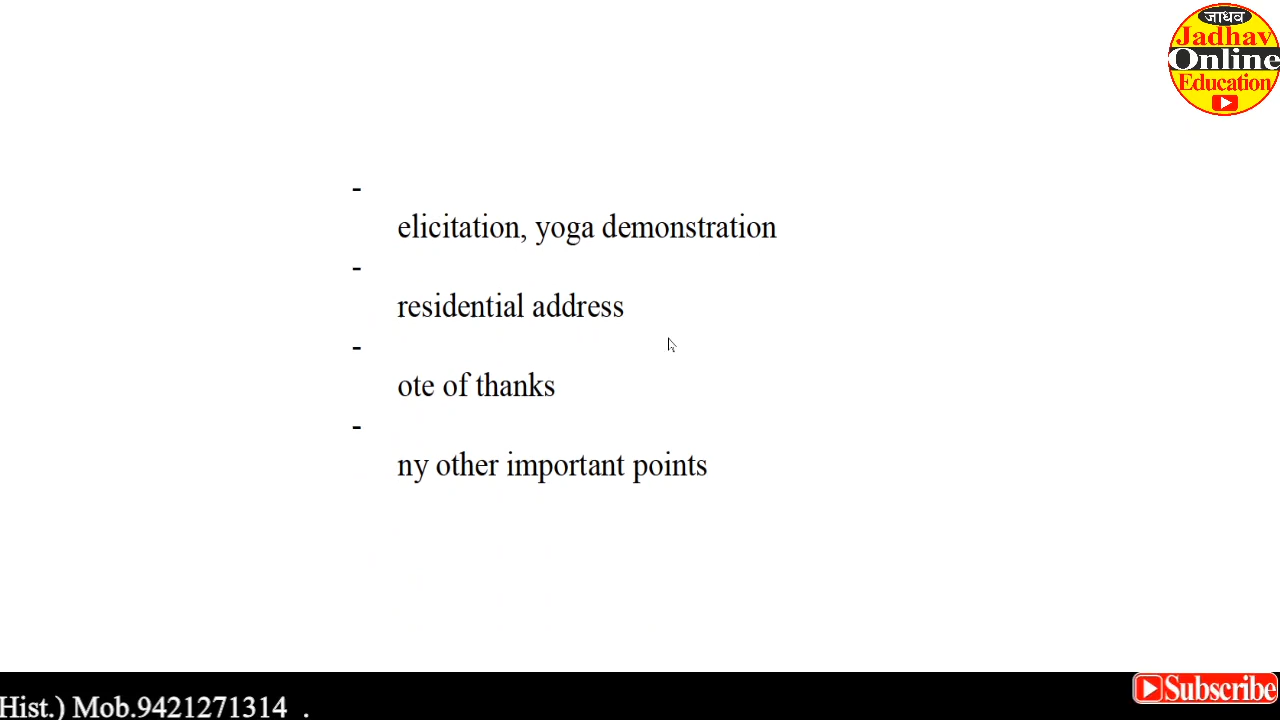 जाधव
Jadhav
Online
Education
-
elicitation, yoga demonstration
-
residential address
-
ote of thanks
-
ny other important points
Subscribe
Hist.) Mob.9421271314 .